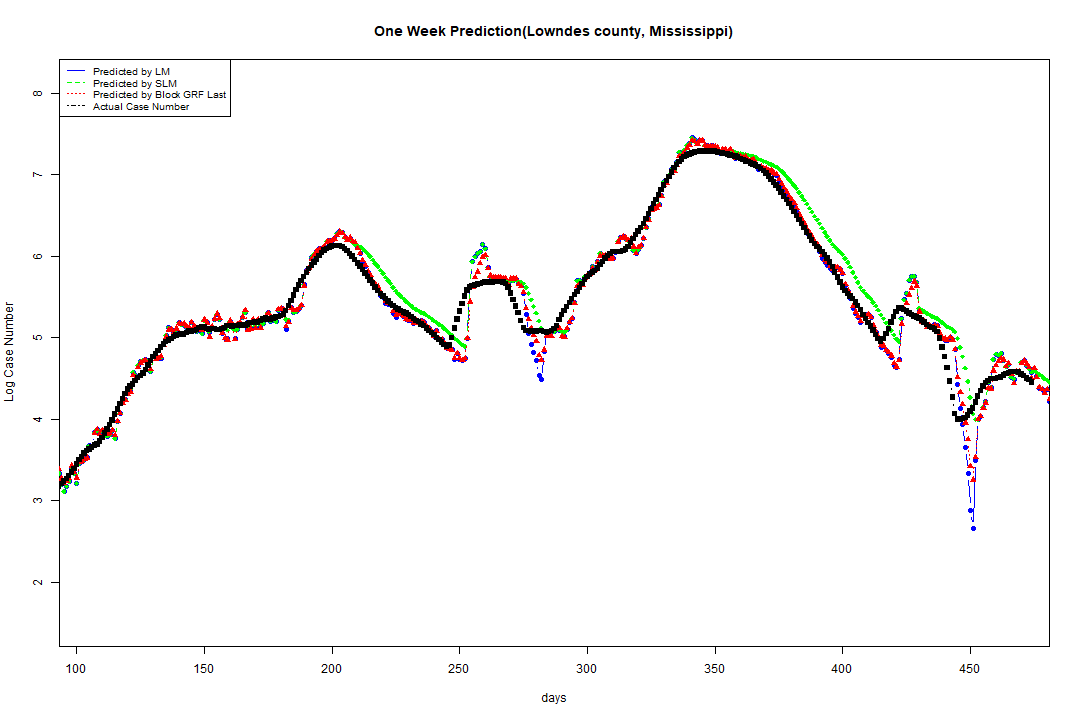 One Week Prediction(Lowndes county, Mississippi)
Predicted by LM
Predicted by SLM
Predicted by Block GRF Last
Actual Case Number
8
7
6
5
4
3
2
Log Case Number
100 150 200 250 300 350 400 450
days